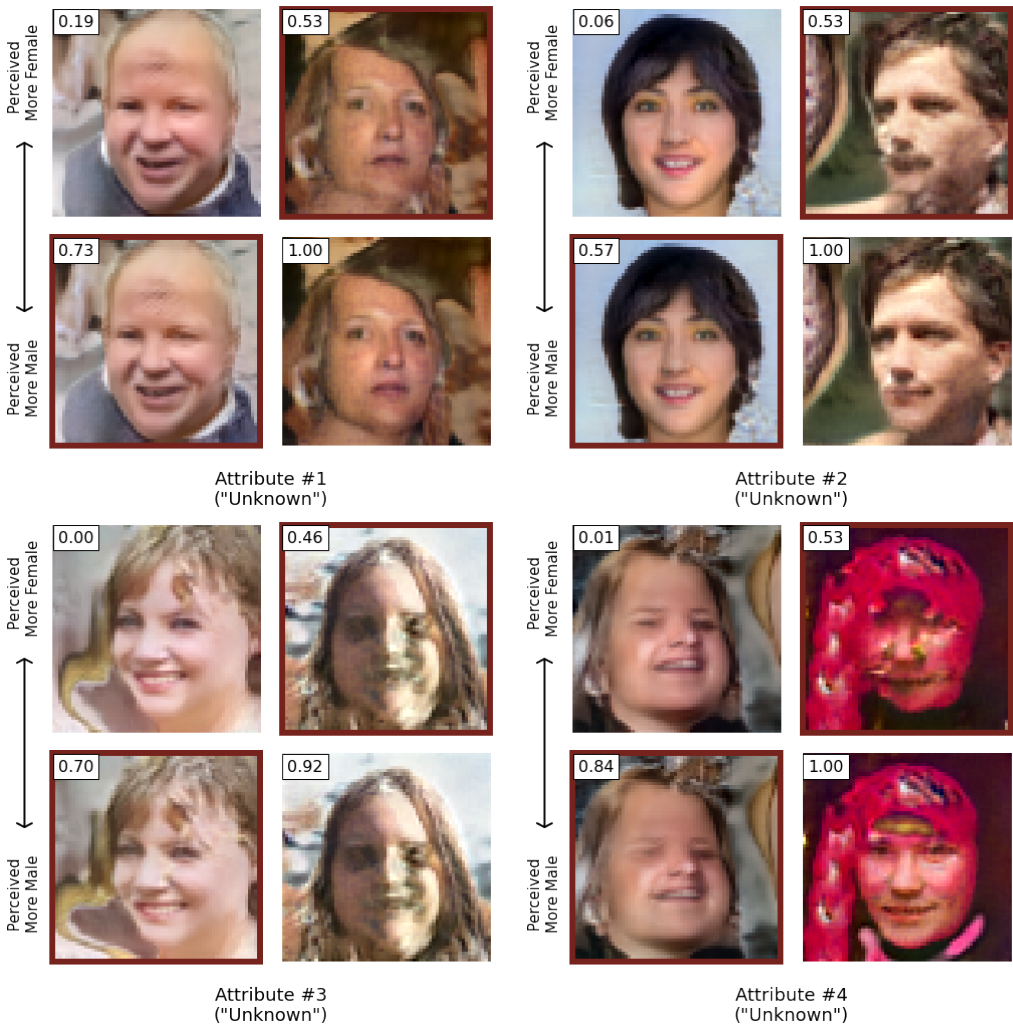 Perceived
More Female
0.19
0.53
0.73
1.00
Perceived
More Male
Attribute #1
("Unknown")
Perceived
More Female
0.06
0.53
0.57
1.00
Perceived
More Male
Attribute #2
("Unknown")
Perceived
More Female
0.00
0.46
0.70
0.92
Perceived
More Male
Attribute #3
("Unknown")
Perceived
More Female
0.01
0.53
0.84
1.00
Perceived
More Male
Attribute #4
("Unknown")